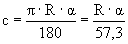 c = π · R · α / 180 = R · α / 57,3